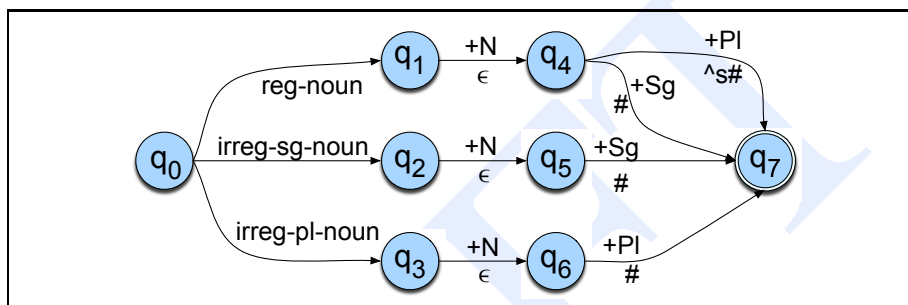 +Pl
q1 +N q4
^s#
ϵ
reg-noun +Sg
#
q0 irreg-sg-noun q2 +N q5 +Sg q7
ϵ #
irreg-pl-noun
q3 +N q6 +Pl
ϵ #